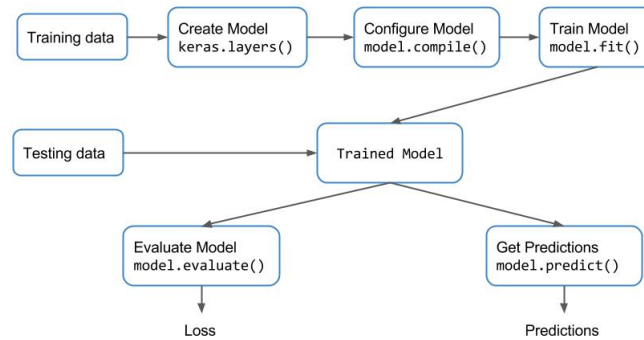 Training data
Create Model
keras.layers()
Configure Model
model.compile()
Train Model
model.fit()
Testing data
Trained Model
Evaluate Model
model.evaluate()
Get Predictions
model.predict()
Loss
Predictions